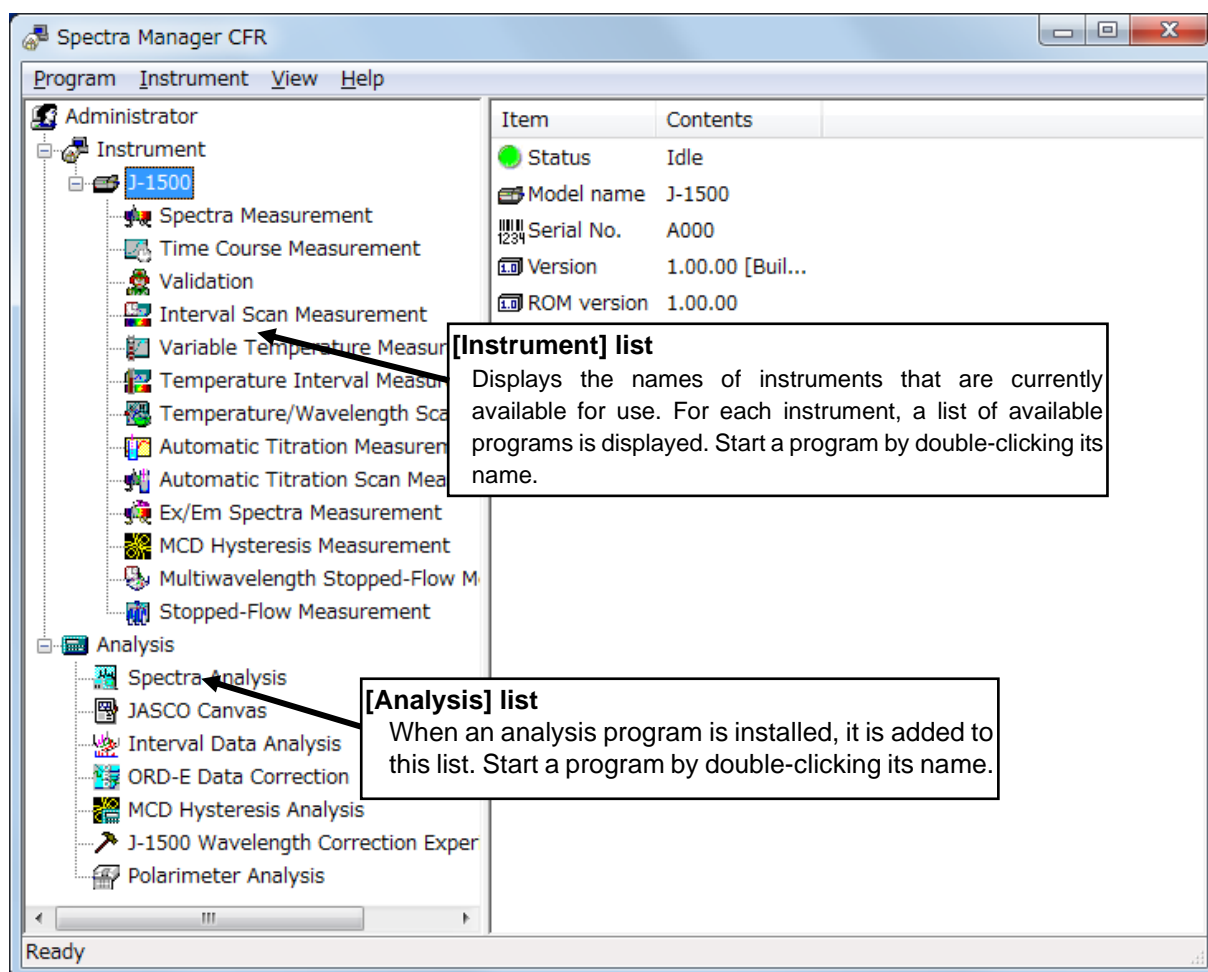 Spectra Manager CFR
Program Instrument View Help
Administrator
Instrument
J-1500
Spectra Measurement
Time Course Measurement
Validation
Interval Scan Measurement
Variable Temperature Measur
Temperature Interval Measur
Temperature/Wavelength Sca
Automatic Titration Measurem
Automatic Titration Scan Mea
Ex/Em Spectra Measurement
MCD Hysteresis Measurement
Multiwavelength Stopped-Flow M
Stopped-Flow Measurement
Analysis
Spectra Analysis
JASCO Canvas
Interval Data Analysis
ORD-E Data Correction
MCD Hysteresis Analysis
J-1500 Wavelength Correction Exper
Polarimeter Analysis
Item Contents
Status Idle
Model name J-1500
1234 Serial No. A000
1.0 Version 1.00.00 [Buil...
1.0 ROM version 1.00.00
[Instrument] list
Displays the names of instruments that are currently
available for use. For each instrument, a list of available
programs is displayed. Start a program by double-clicking its
name.
[Analysis] list
When an analysis program is installed, it is added to
this list. Start a program by double-clicking its name.
Ready